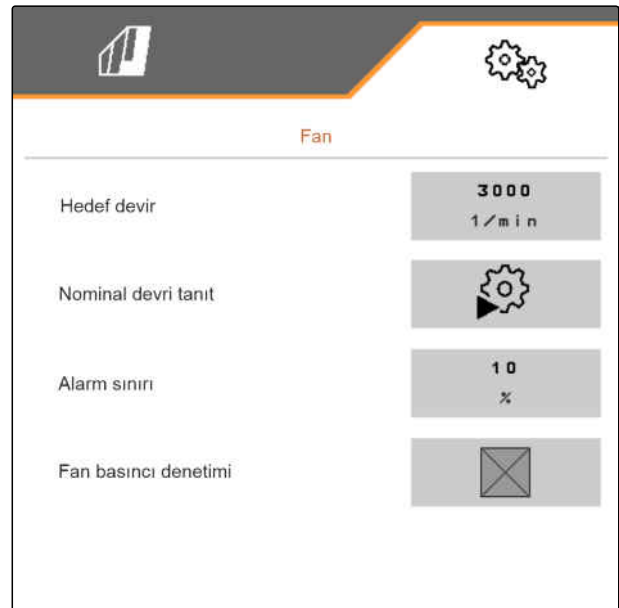 Fan
Hedef devir
3000
1/min
Nominal devri tanıt
Alarm sınırı
10
%
Fan basıncı denetimi